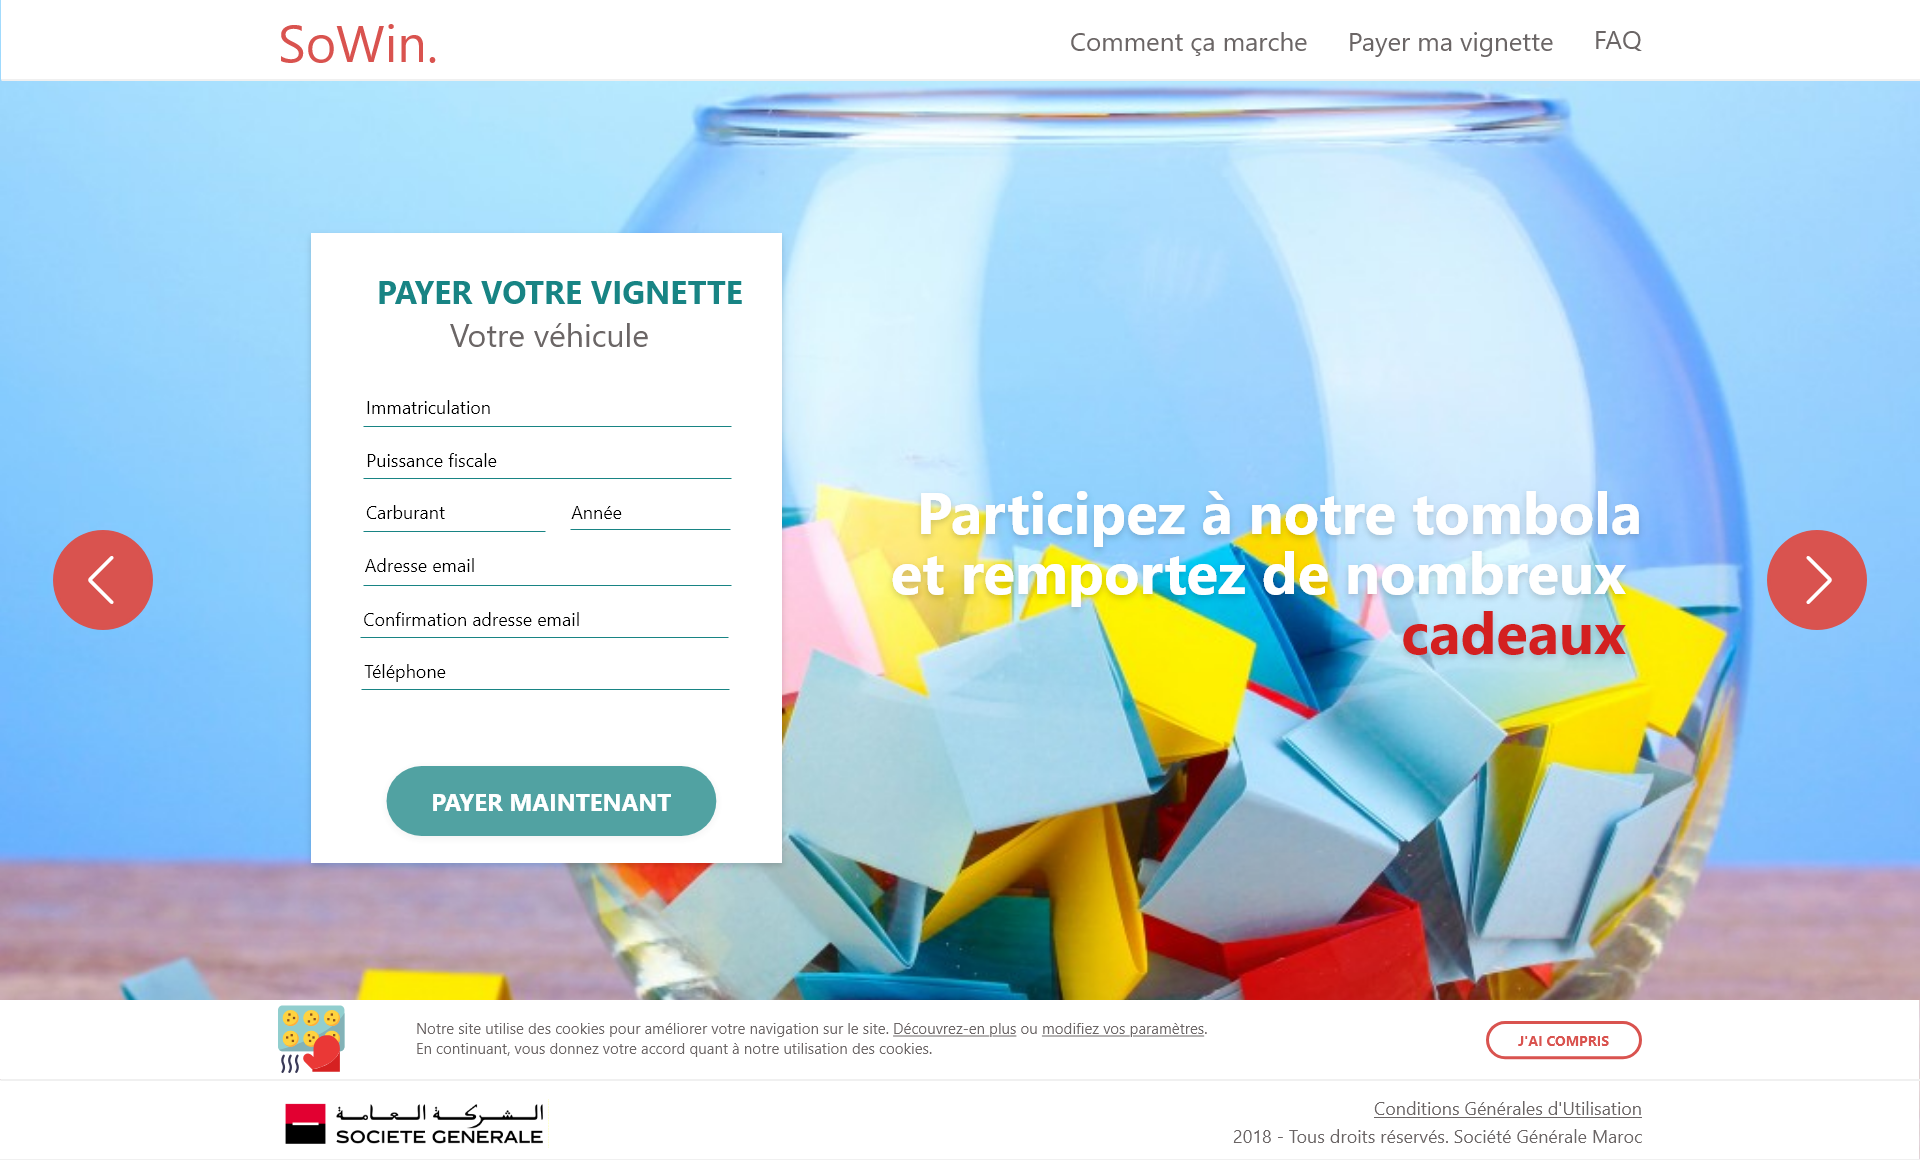 SoWin.
Comment ça marche
Payer ma vignette
FAQ
PAYER VOTRE VIGNETTE
Votre véhicule
Immatriculation
Puissance fiscale
Carburant
Année
Adresse email
Confirmation adresse email
Téléphone
PAYER MAINTENANT
Participez à notre tombola
et remportez de nombreux
cadeaux
Notre site utilise des cookies pour améliorer votre navigation sur le site. Découvrez-en plus ou modifiez vos paramètres.
En continuant, vous donnez votre accord quant à notre utilisation des cookies.
J'AI COMPRIS
الـشـركـة الـعـامـة
SOCIETE GENERALE
Conditions Générales d'Utilisation
2018 - Tous droits réservés. Société Générale Maroc